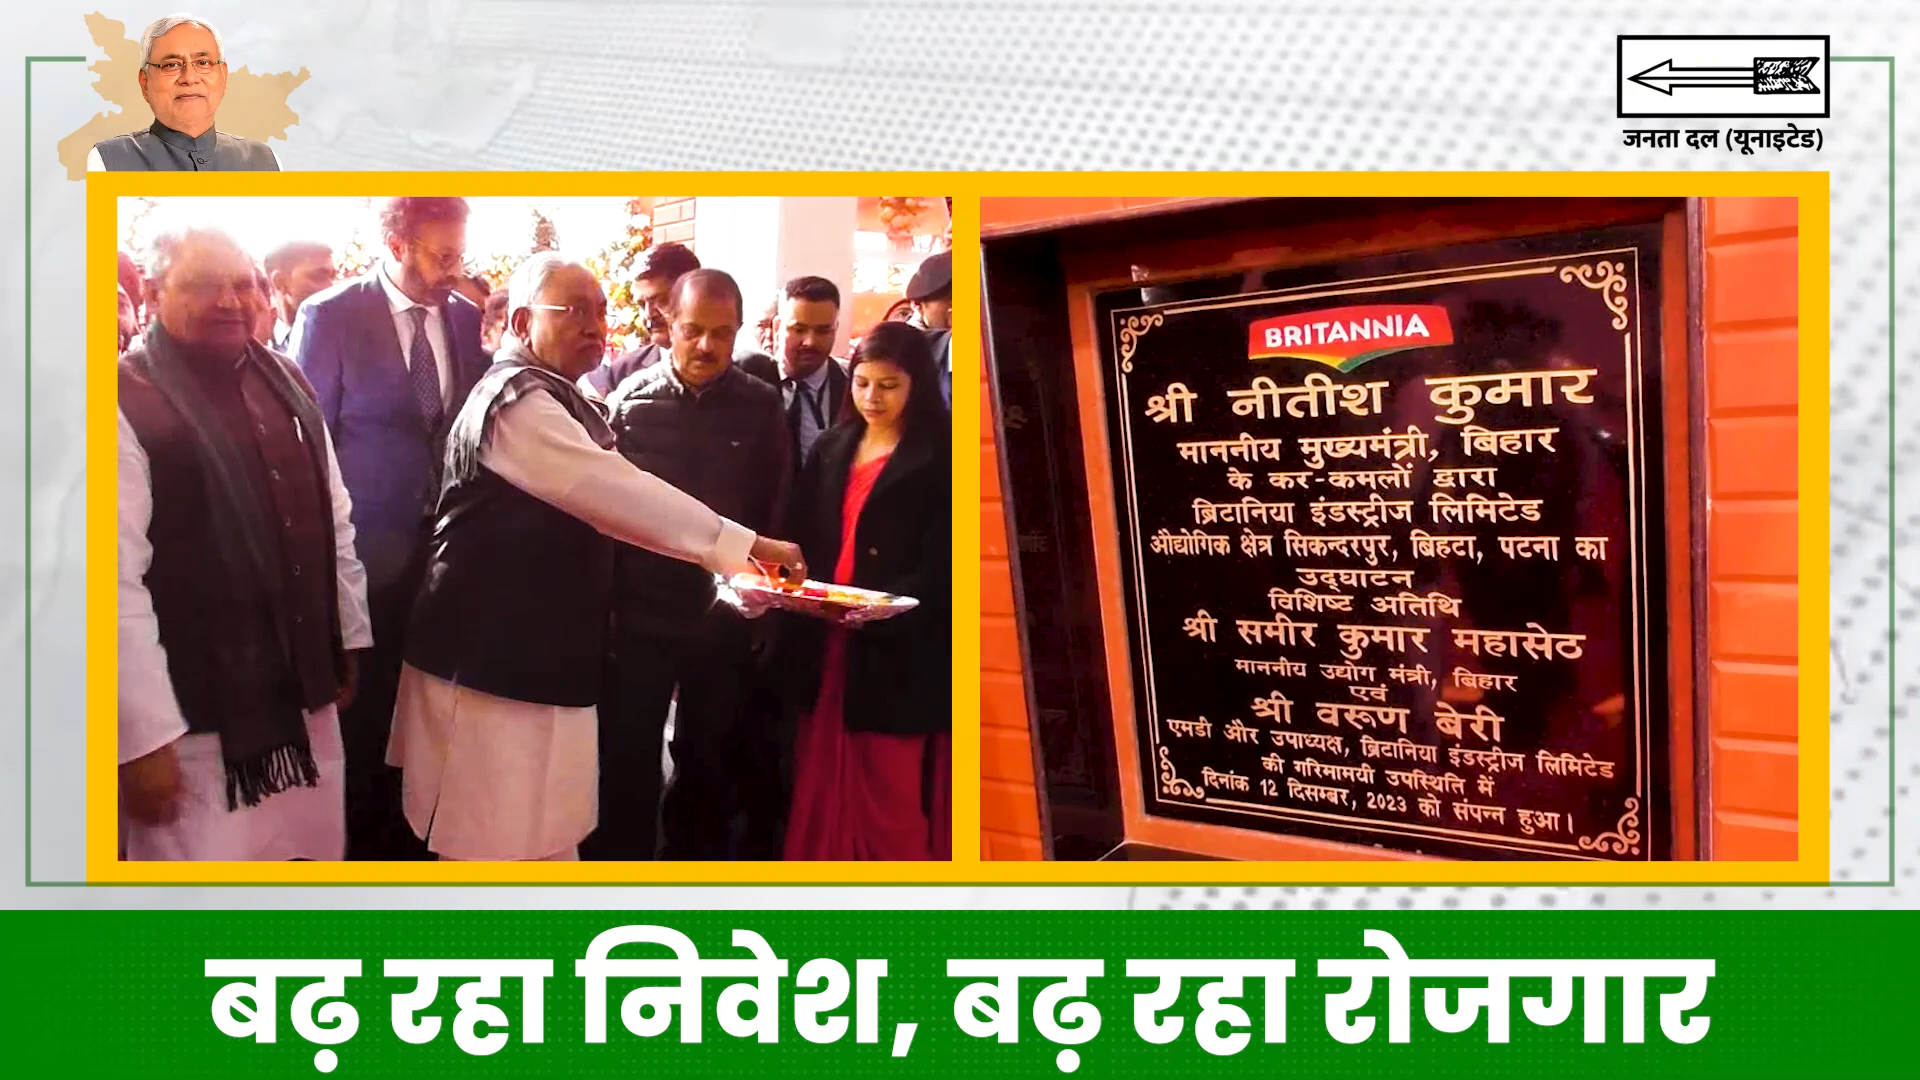 जनता दल (यूनाइटेड)
BRITANNIA
श्री नीतीश कुमार
माननीय मुख्यमंत्री, बिहार
के कर-कमलों द्वारा
ब्रिटानिया इंडस्ट्रीज लिमिटेड
औद्योगिक क्षेत्र सिकन्दरपुर, बिहटा, पटना का
उद्घाटन
विशिष्ट अतिथि
श्री समीर कुमार महासेठ
माननीय उद्योग मंत्री, बिहार
एवं
श्री वरूण बेरी
एमडी और उपाध्यक्ष, ब्रिटानिया इंडस्ट्रीज लिमिटेड
की गरिमामयी उपस्थिति में
दिनांक 12 दिसम्बर, 2023 को संपन्न हुआ।
बढ़ रहा निवेश, बढ़ रहा रोजगार